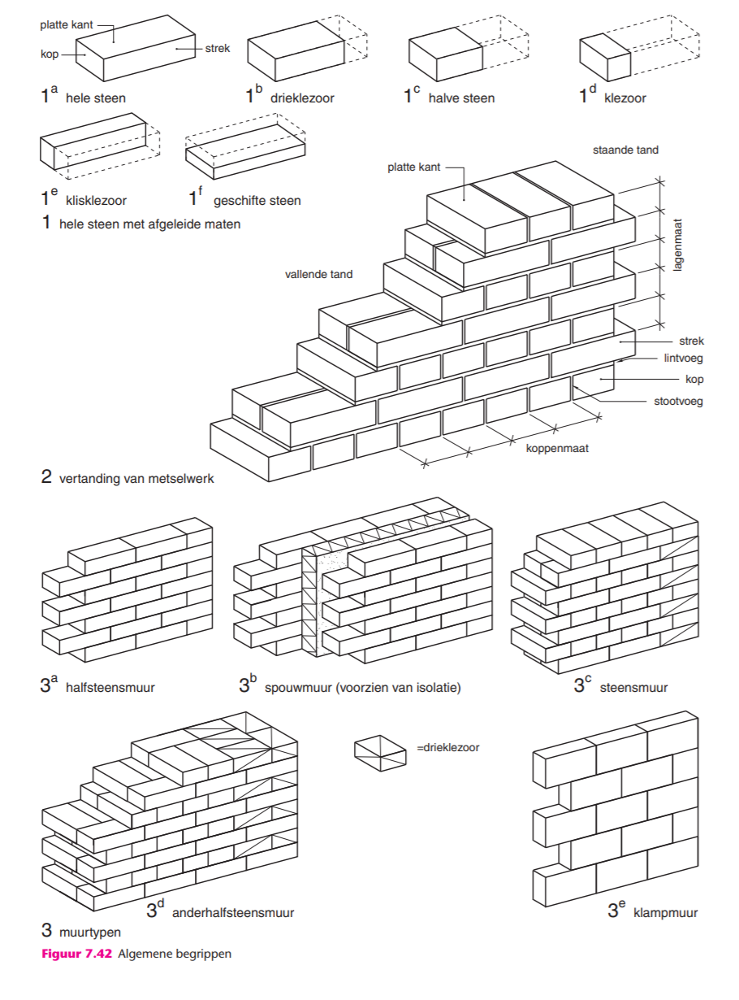 platte kant
kop
strek
1a hele steen
1b drieklezoor
1c halve steen
1d klezoor
1e klisklezoor
1f geschifte steen
1 hele steen met afgeleide maten
platte kant
staande tand
vallende tand
lagenmaat
strek
lintvoeg
kop
stootvoeg
koppenmaat
2 vertanding van metselwerk
3a halfsteensmuur
3b spouwmuur (voorzien van isolatie)
3c steensmuur
=drieklezoor
3d anderhalfsteensmuur
3e klampmuur
3 muurtypen
Figuur 7.42 Algemene begrippen